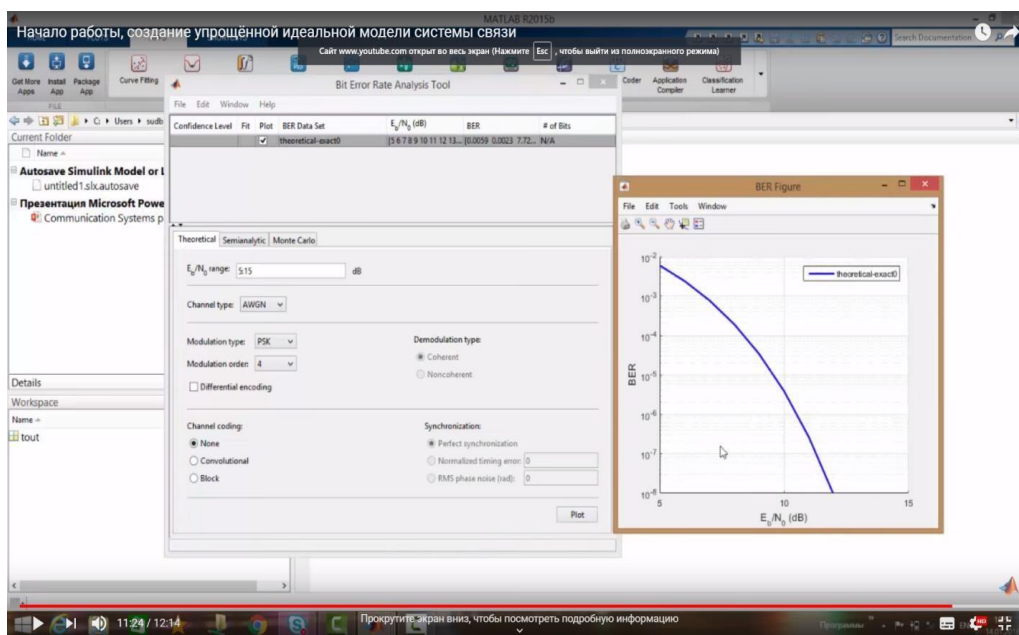 MATLAB R2015b
Начало работы, создание упрощённой идеальной модели системы связи
Сайт www.youtube.com открыт во весь экран (Нажмите Esc , чтобы выйти из полноэкранного режима)
Search Documentation
Get More Apps
Install App
Package App
Curve Fitting
Coder
Application Compiler
Classification Learner
FILE
Bit Error Rate Analysis Tool
File Edit Window Help
Confidence Level Fit Plot BER Data Set Eb/N0 (dB) BER # of Bits
theoretical-exact0 [5 6 7 8 9 10 11 12 13... [0.0059 0.0023 7.72... N/A
C: Users sudb
Current Folder
Name
Autosave Simulink Model or L
untitled1.slx.autosave
Презентация Microsoft Powe
Communication Systems p
Details
Workspace
Name
tout
Theoretical Semianalytic Monte Carlo
Eb/N0 range: 5:15 dB
Channel type: AWGN
Modulation type: PSK
Modulation order: 4
Differential encoding
Demodulation type:
Coherent
Noncoherent
Channel coding:
None
Convolutional
Block
Synchronization:
Perfect synchronization
Normalized timing error: 0
RMS phase noise (rad): 0
Plot
BER Figure
File Edit Tools Window
theoretical-exact0
BER
10-2
10-3
10-4
10-5
10-6
10-7
10-8
5 10 15
Eb/N0 (dB)
11:24 / 12:14
Прокрутите экран вниз, чтобы посмотреть подробную информацию
Программы
HD